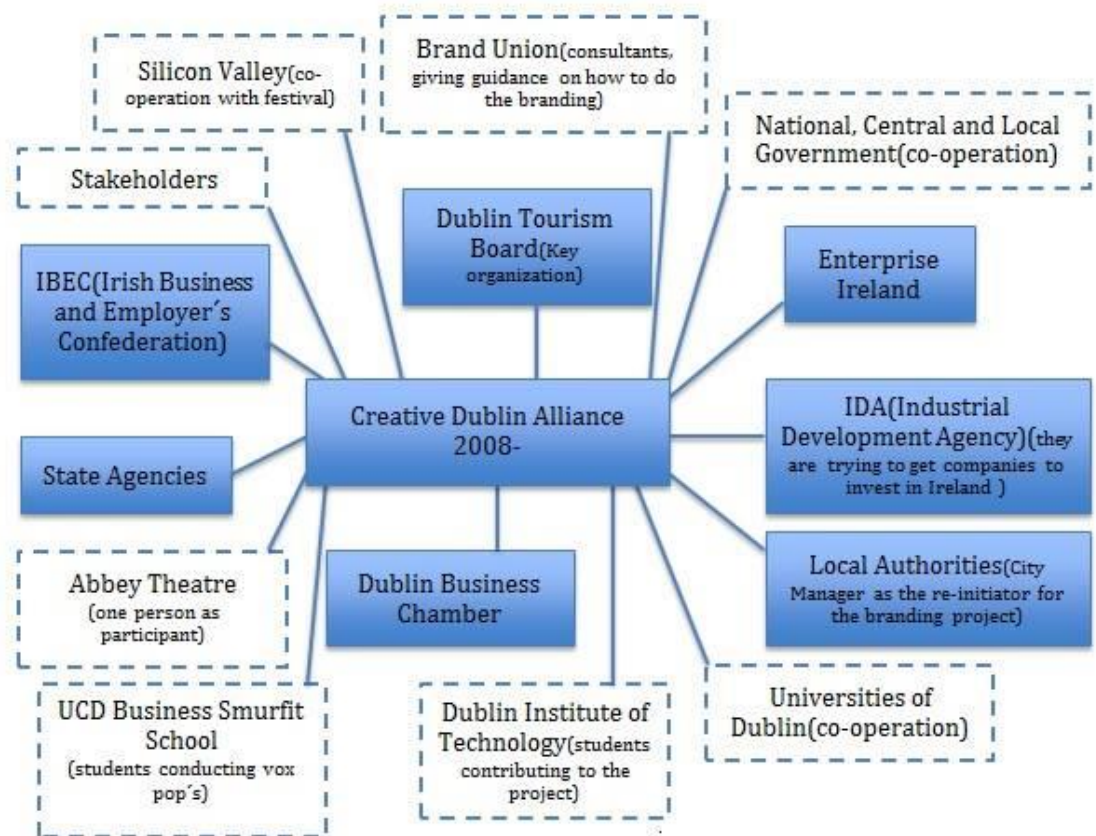 Silicon Valley(co-
operation with festival)
Brand Union(consultants,
giving guidance on how to do
the branding)
National, Central and Local
Government(co-operation)
Stakeholders
Dublin Tourism
Board(Key
organization)
Enterprise
Ireland
IBEC(Irish Business
and Employer´s
Confederation)
Creative Dublin Alliance
2008-
IDA(Industrial
Development Agency)(they
are trying to get companies to
invest in Ireland )
State Agencies
Local Authorities(City
Manager as the re-initiator for
the branding project)
Abbey Theatre
(one person as
participant)
Dublin Business
Chamber
UCD Business Smurfit
School
(students conducting vox
pop´s)
Dublin Institute of
Technology(students
contributing to the
project)
Universities of
Dublin(co-operation)